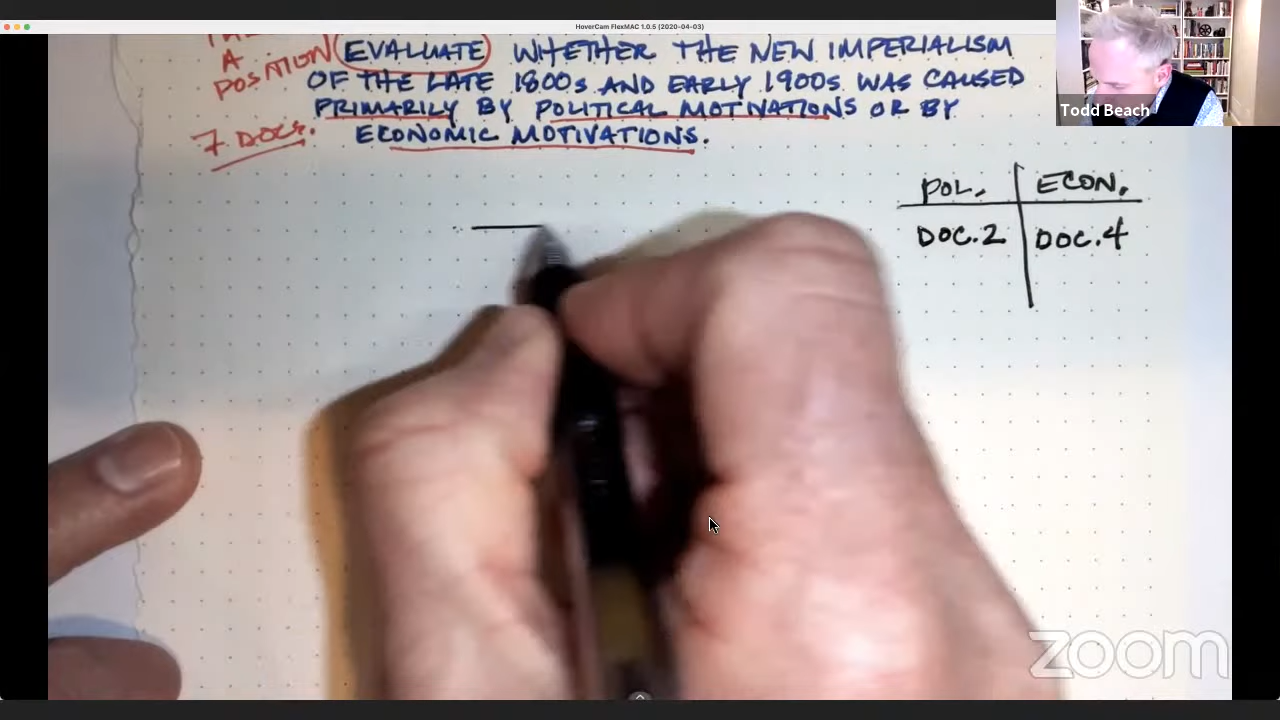 HoverCam FlexMAC 1.0.5 (2020-04-03)
A
POSITION
EVALUATE WHETHER THE NEW IMPERIALISM
OF THE LATE 1800s AND EARLY 1900s WAS CAUSED
PRIMARILY BY POLITICAL MOTIVATIONS OR BY
ECONOMIC MOTIVATIONS.
7 DOCS.
Todd Beach
POL. ECON.
DOC.2 DOC.4
zoom